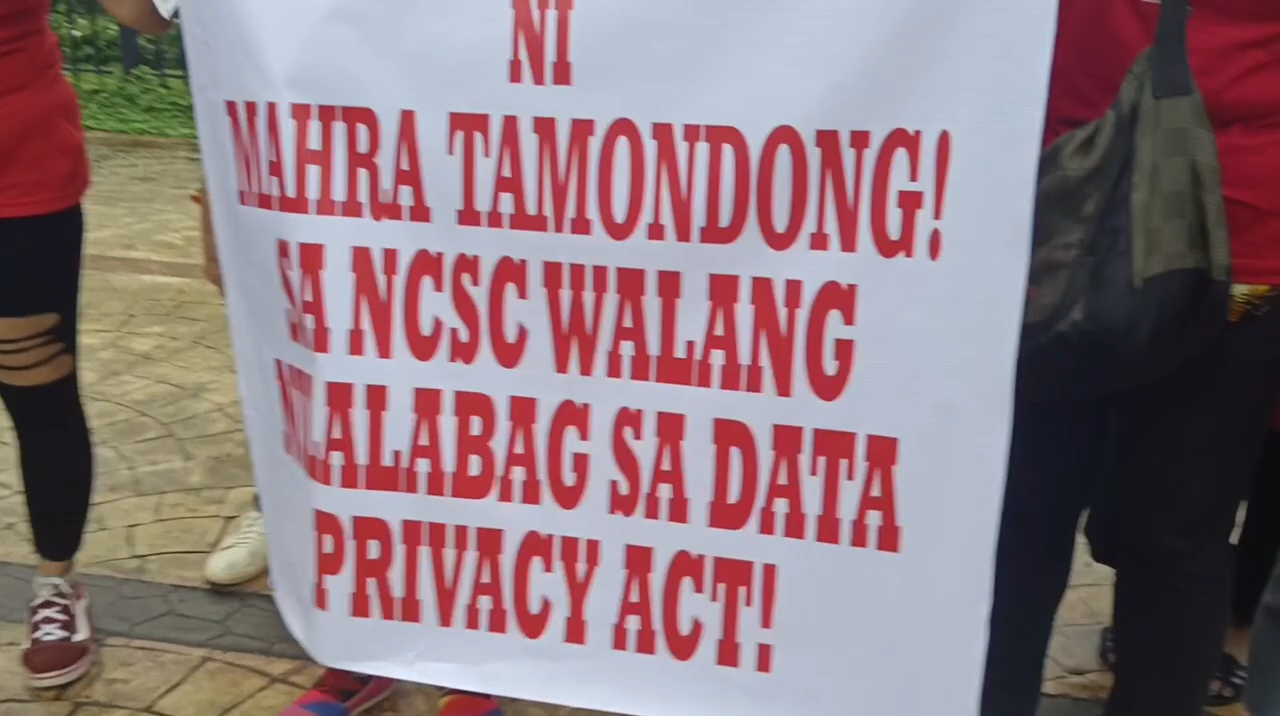 NI
MAHRA TAMONDONG!
SA NCSC WALANG
NILALABAG SA DATA
PRIVACY ACT!